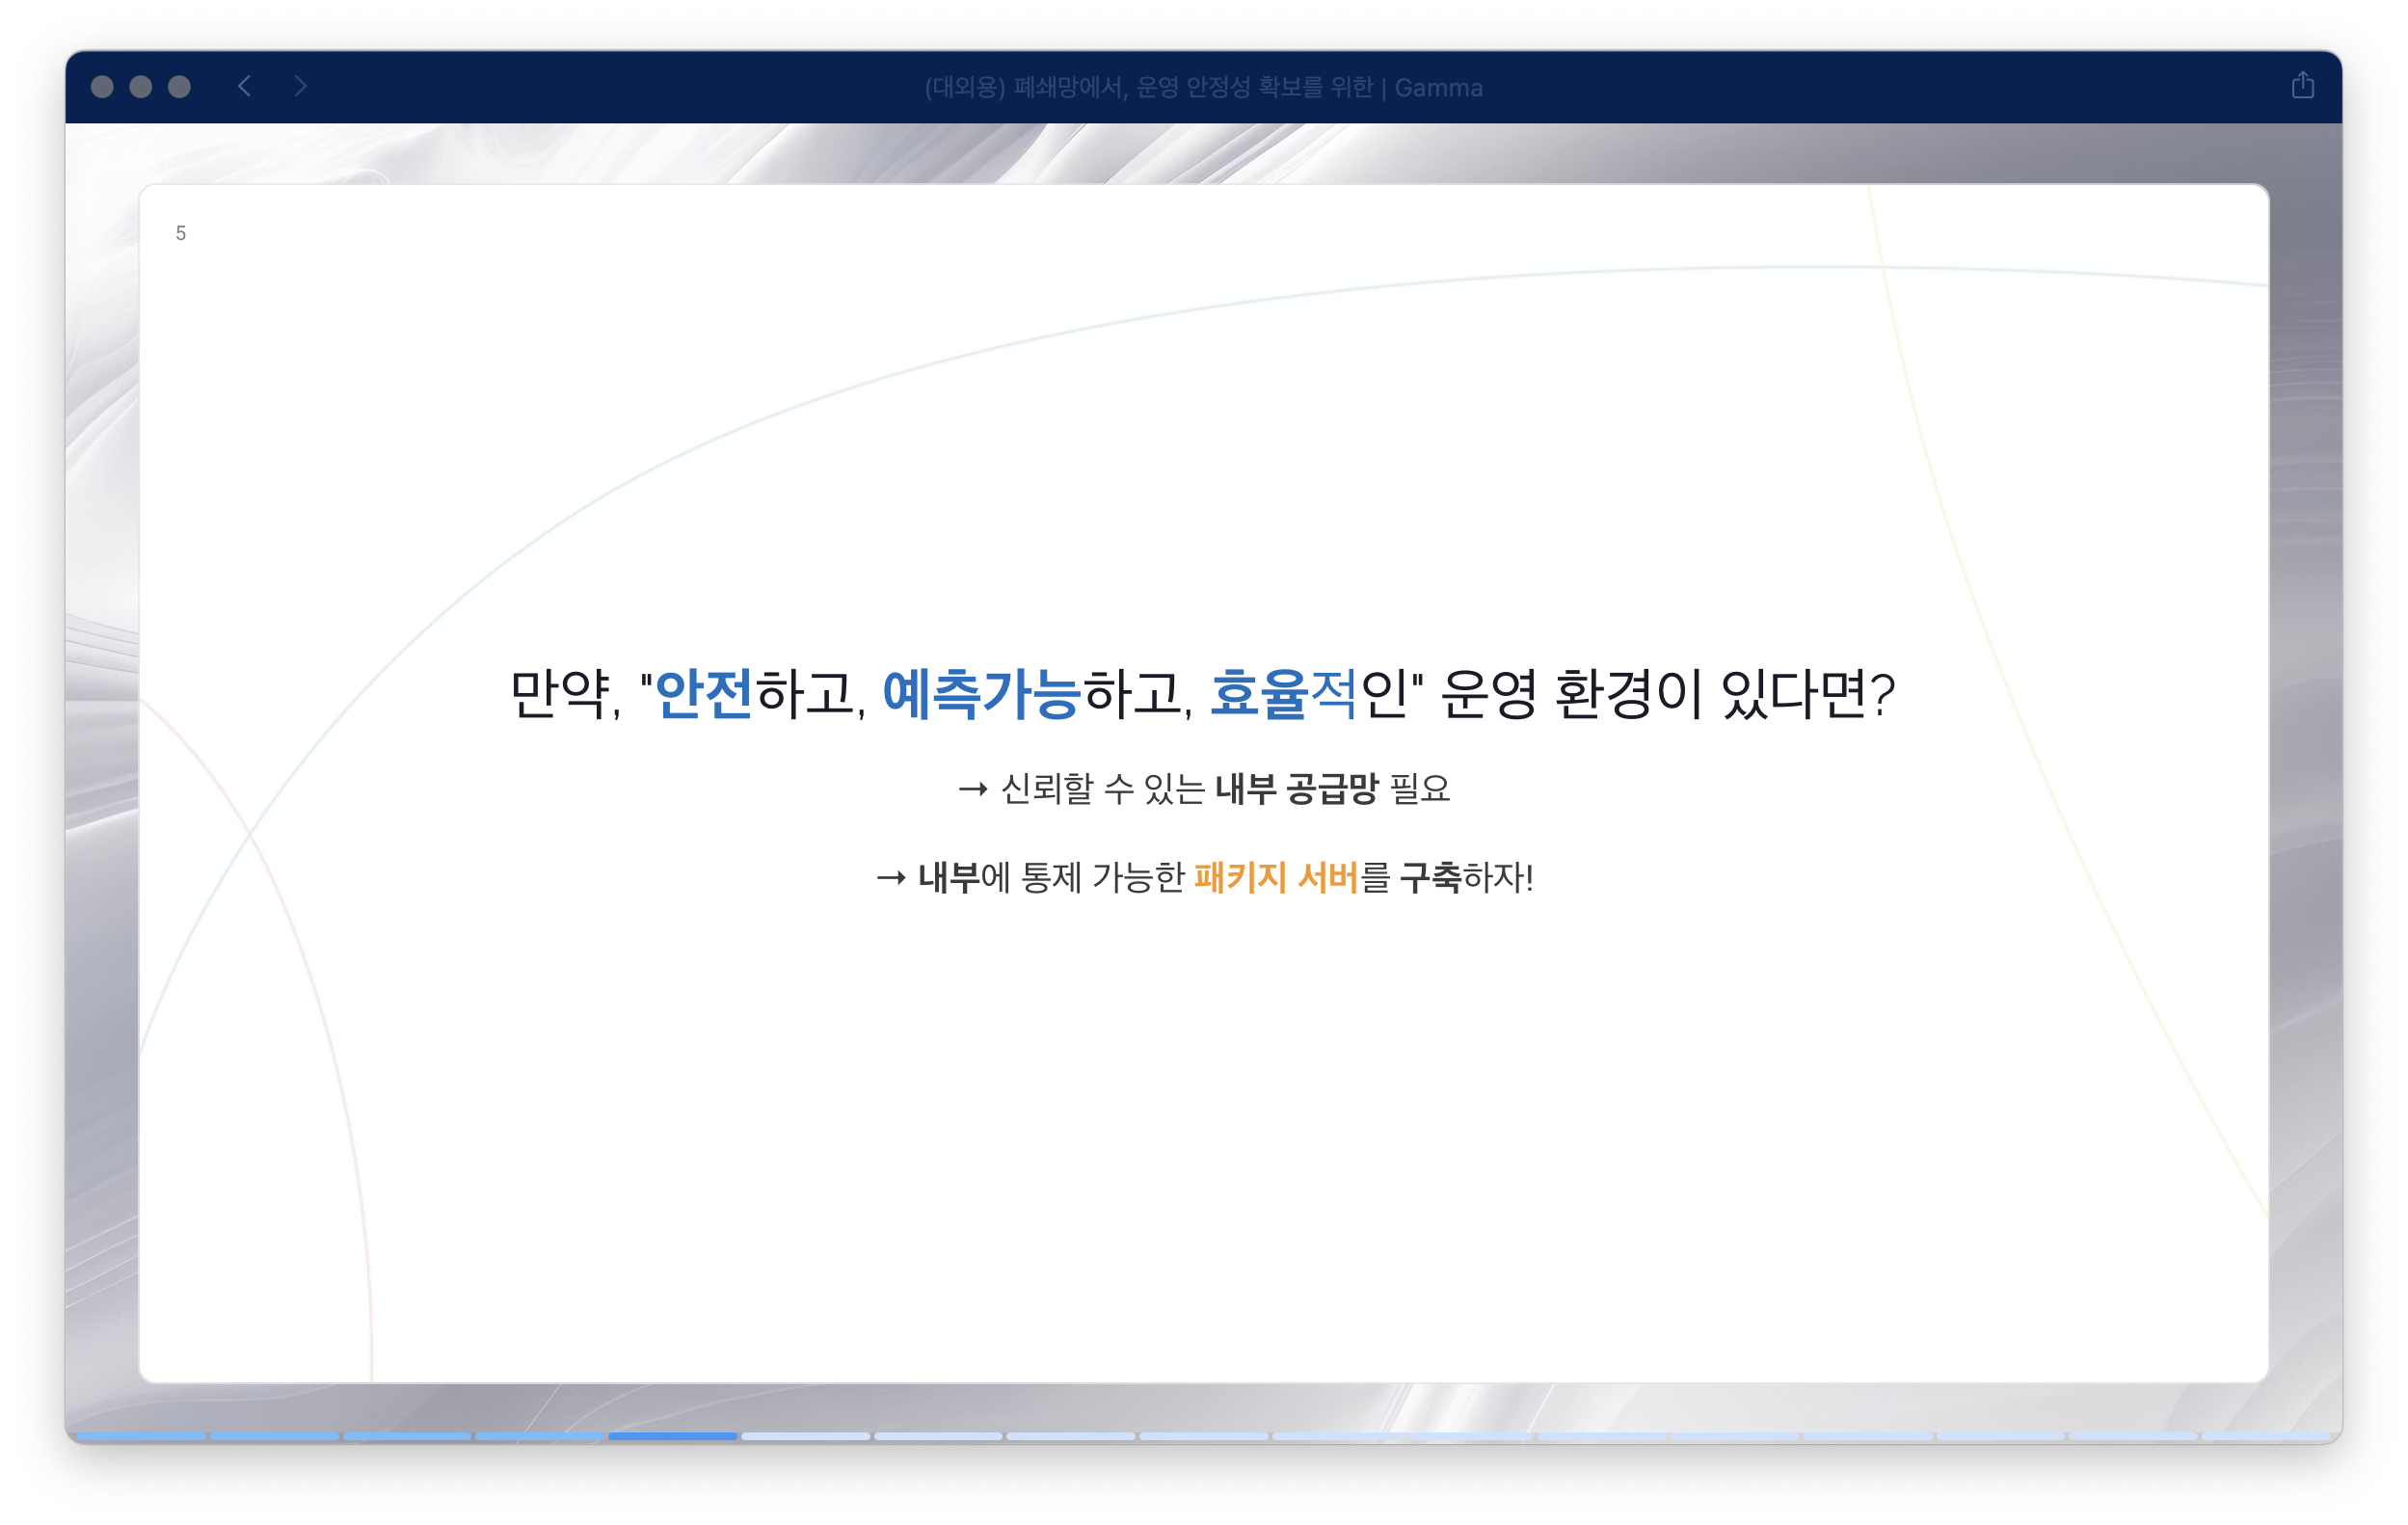 (대외용) 폐쇄망에서, 운영 안정성 확보를 위한 | Gamma
5
만약, "안전하고, 예측가능하고, 효율적인" 운영 환경이 있다면?
→ 신뢰할 수 있는 내부 공급망 필요
→ 내부에 통제 가능한 패키지 서버를 구축하자!